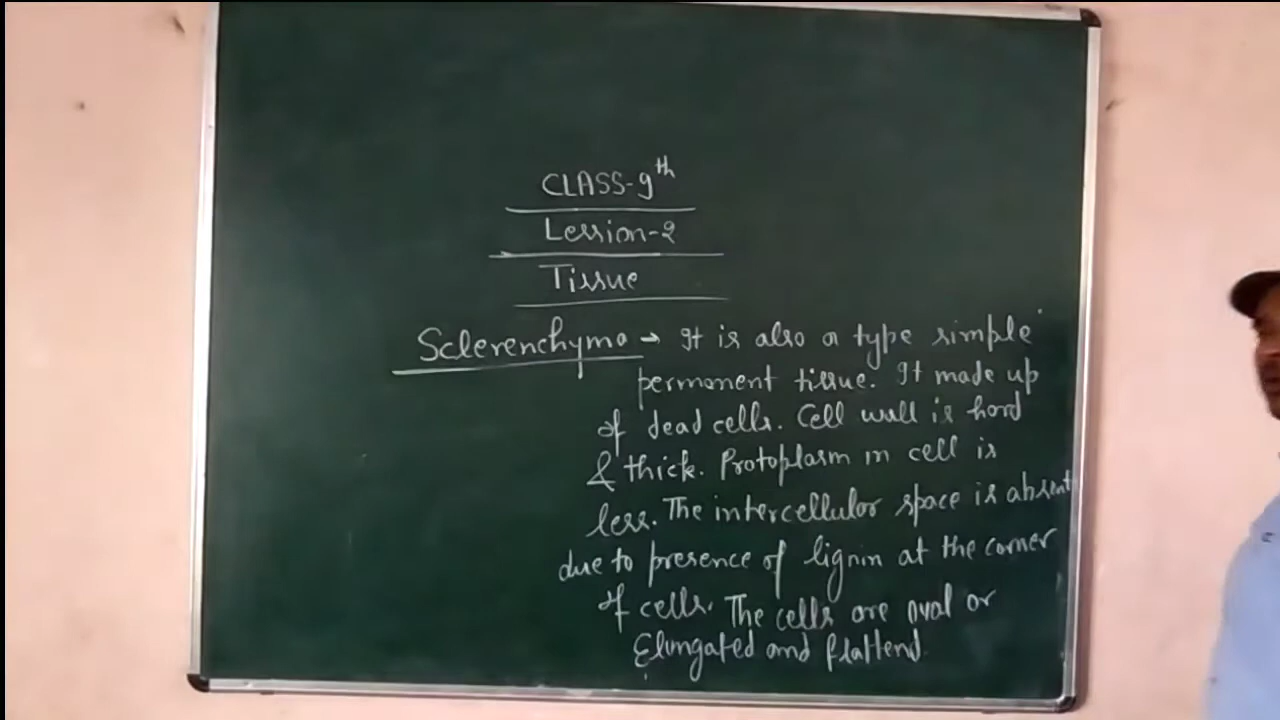 CLASS-9th
Lession-2
Tissue
Sclerenchyma → It is also a type simple
permanent tissue. It made up
of dead cells. Cell wall is hard
& thick. Protoplasm in cell is
less. The intercellular space is absent
due to presence of lignin at the corner
of cells. The cells are oval or
Elongated and flattend